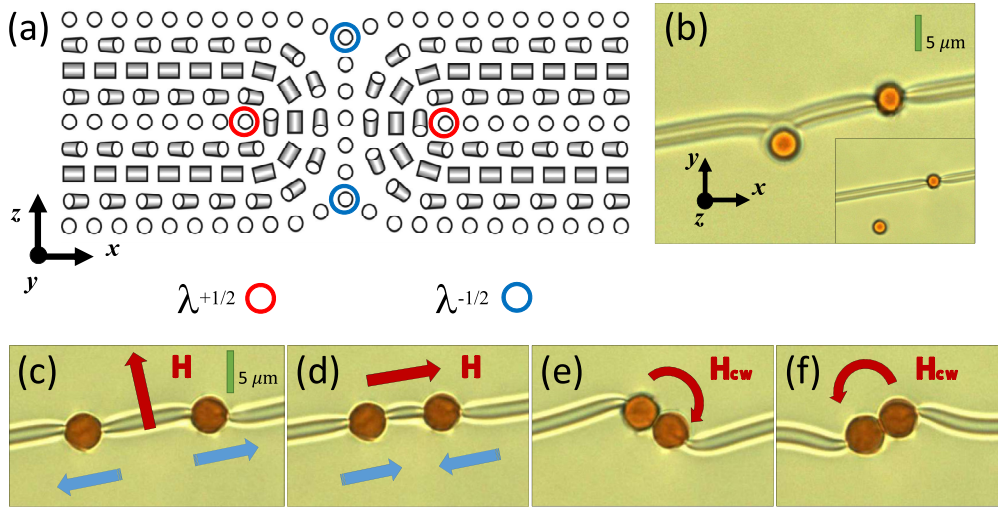 (a)
z
x
y
λ+1/2
λ-1/2
(b)
5 μm
y
x
z
(c)
H
5 μm
(d)
H
(e)
Hcw
(f)
Hcw